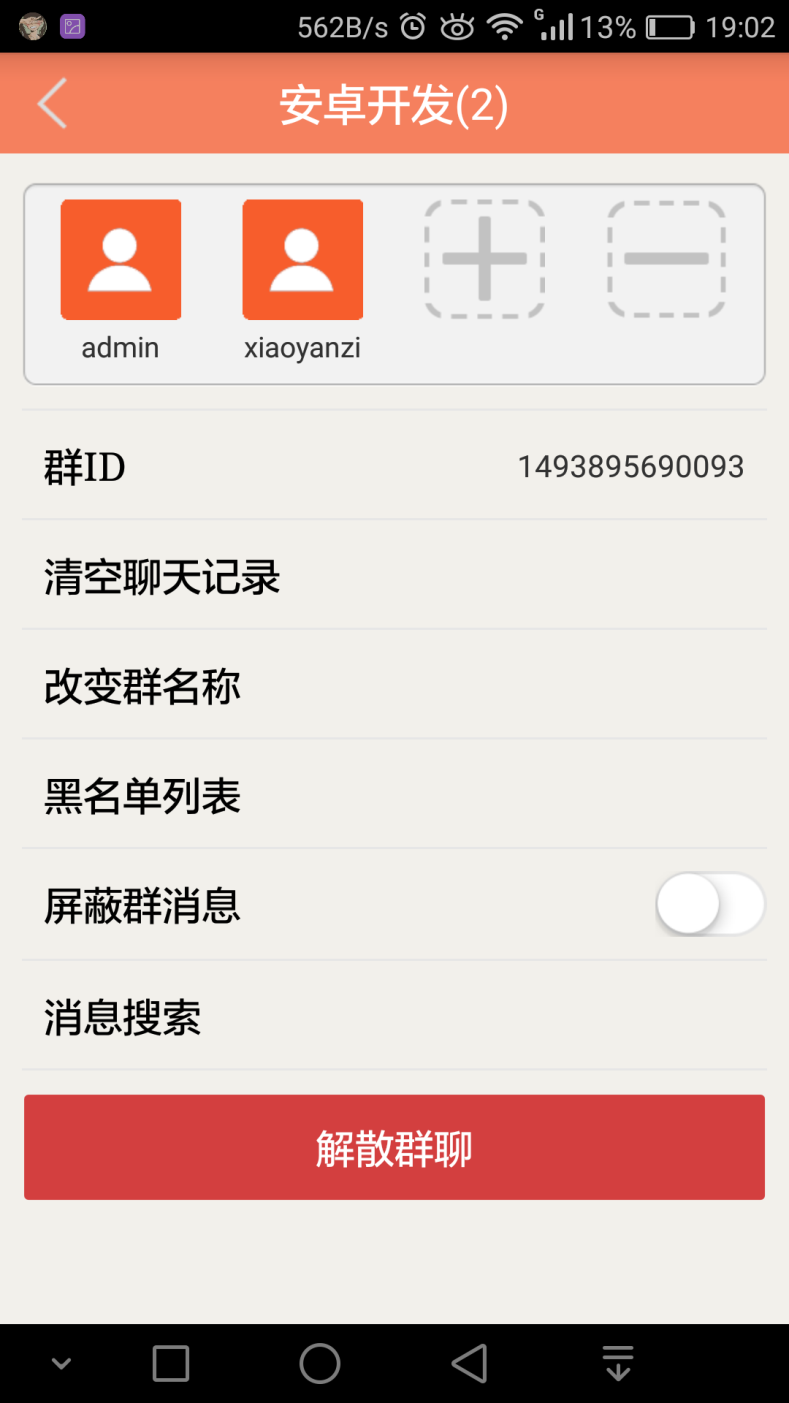 562B/s G 13% 19:02
安卓开发(2)
admin xiaoyanzi
群ID 1493895690093
清空聊天记录
改变群名称
黑名单列表
屏蔽群消息
消息搜索
解散群聊